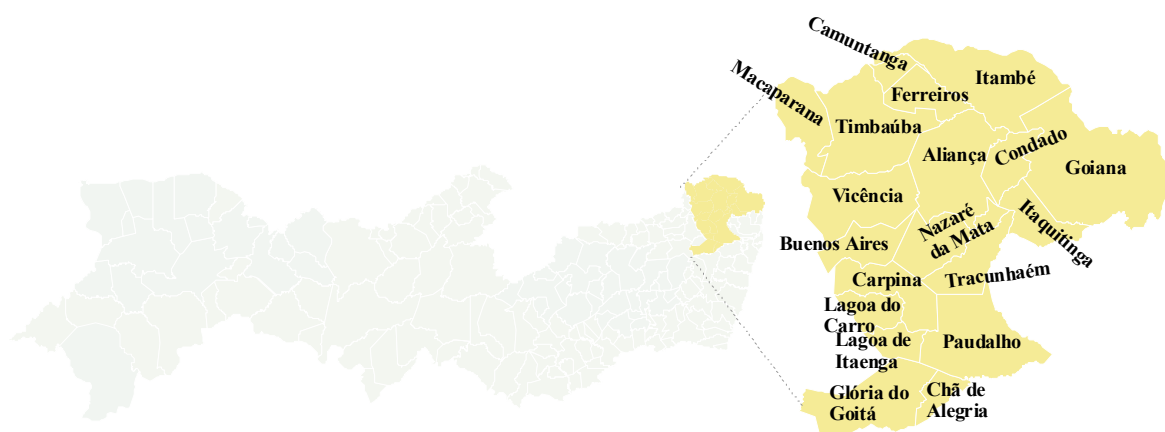 Camuntanga
Itambé
Macaparana
Ferreiros
Timbaúba
Aliança
Condado
Goiana
Vicência
Nazaré
da Mata
Itaquitinga
Buenos Aires
Carpina
Tracunhaém
Lagoa do
Carro
Lagoa de
Itaenga
Paudalho
Glória do
Goitá
Chã de
Alegria